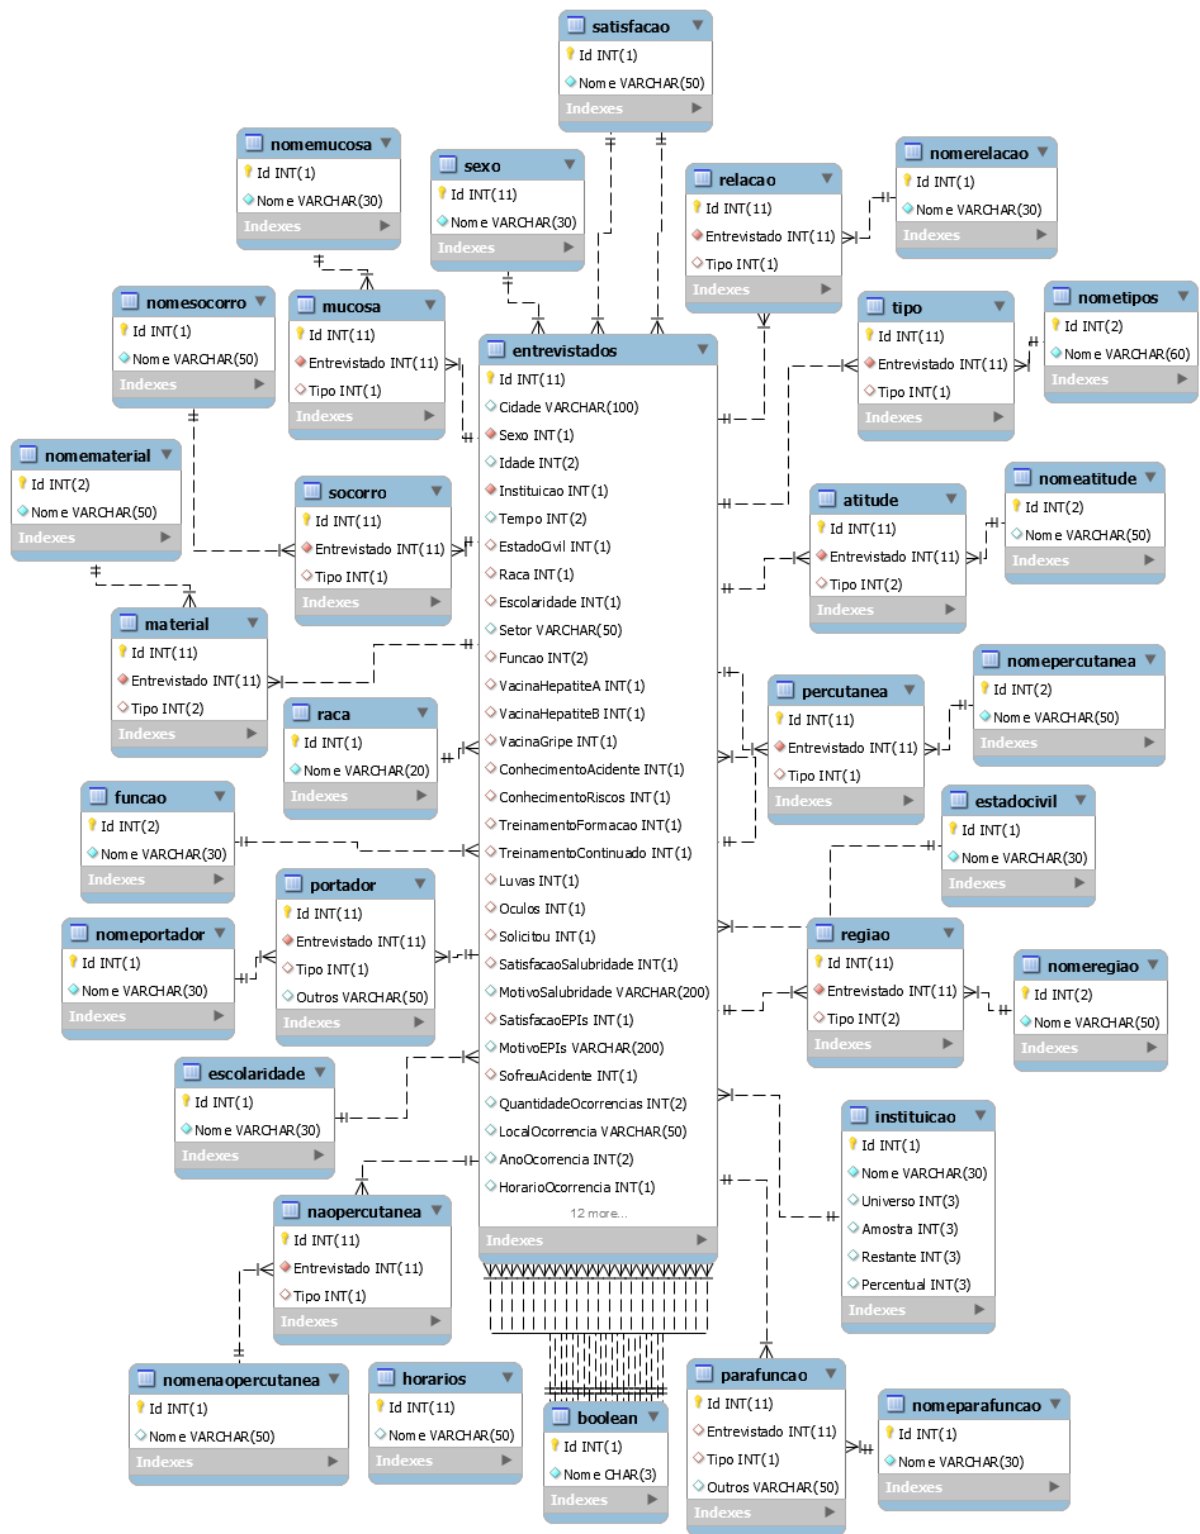 satisfacao
Id INT(1)
Nome VARCHAR(50)
Indexes
nomemucosa
Id INT(1)
Nome VARCHAR(30)
Indexes
sexo
Id INT(11)
Nome VARCHAR(30)
Indexes
relacao
Id INT(11)
Entrevistado INT(11)
Tipo INT(1)
Indexes
nomerelacao
Id INT(1)
Nome VARCHAR(30)
Indexes
nomesocorro
Id INT(1)
Nome VARCHAR(50)
Indexes
mucosa
Id INT(11)
Entrevistado INT(11)
Tipo INT(1)
Indexes
tipo
Id INT(11)
Entrevistado INT(11)
Tipo INT(1)
Indexes
nometipos
Id INT(2)
Nome VARCHAR(60)
Indexes
entrevistados
Id INT(11)
Cidade VARCHAR(100)
Sexo INT(1)
Idade INT(2)
Instituicao INT(1)
Tempo INT(2)
EstadoCivil INT(1)
Raca INT(1)
Escolaridade INT(1)
Setor VARCHAR(50)
Funcao INT(2)
VacinaHepatiteA INT(1)
VacinaHepatiteB INT(1)
VacinaGripe INT(1)
ConhecimentoAcidente INT(1)
ConhecimentoRiscos INT(1)
TreinamentoFormacao INT(1)
TreinamentoContinuado INT(1)
Luvas INT(1)
Oculos INT(1)
Solicitou INT(1)
SatisfacaoSalubridade INT(1)
MotivoSalubridade VARCHAR(200)
SatisfacaoEPIs INT(1)
MotivoEPIs VARCHAR(200)
SofreuAcidente INT(1)
QuantidadeOcorrencias INT(2)
LocalOcorrencia VARCHAR(50)
AnoOcorrencia INT(2)
HorarioOcorrencia INT(1)
12 more...
Indexes
nomematerial
Id INT(2)
Nome VARCHAR(50)
Indexes
socorro
Id INT(11)
Entrevistado INT(11)
Tipo INT(1)
Indexes
atitude
Id INT(11)
Entrevistado INT(11)
Tipo INT(2)
Indexes
nomeatitude
Id INT(2)
Nome VARCHAR(50)
Indexes
material
Id INT(11)
Entrevistado INT(11)
Tipo INT(2)
Indexes
raca
Id INT(1)
Nome VARCHAR(20)
Indexes
percutanea
Id INT(11)
Entrevistado INT(11)
Tipo INT(1)
Indexes
nomepercutanea
Id INT(2)
Nome VARCHAR(50)
Indexes
funcao
Id INT(2)
Nome VARCHAR(30)
Indexes
estadocivil
Id INT(1)
Nome VARCHAR(30)
Indexes
portador
Id INT(11)
Entrevistado INT(11)
Tipo INT(1)
Outros VARCHAR(50)
Indexes
nomeportador
Id INT(1)
Nome VARCHAR(30)
Indexes
regiao
Id INT(11)
Entrevistado INT(11)
Tipo INT(2)
Indexes
nomeregiao
Id INT(2)
Nome VARCHAR(50)
Indexes
escolaridade
Id INT(1)
Nome VARCHAR(30)
Indexes
instituicao
Id INT(1)
Nome VARCHAR(30)
Universo INT(3)
Amostra INT(3)
Restante INT(3)
Percentual INT(3)
Indexes
naopercutanea
Id INT(11)
Entrevistado INT(11)
Tipo INT(1)
Indexes
nomenaopercutanea
Id INT(1)
Nome VARCHAR(50)
Indexes
horarios
Id INT(11)
Nome VARCHAR(50)
Indexes
boolean
Id INT(1)
Nome CHAR(3)
Indexes
parafuncao
Id INT(11)
Entrevistado INT(11)
Tipo INT(1)
Outros VARCHAR(50)
Indexes
nomeparafuncao
Id INT(1)
Nome VARCHAR(30)
Indexes